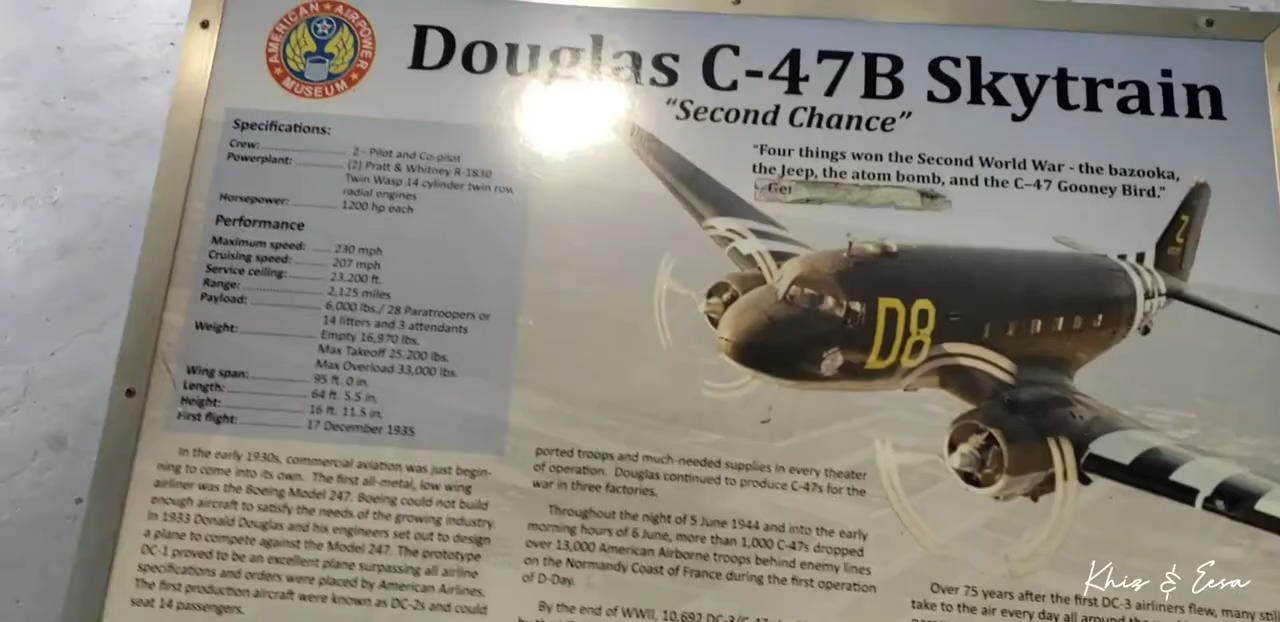 AMERICAN AIRPOWER
MUSEUM
Douglas C-47B Skytrain
"Second Chance"
"Four things won the Second World War - the bazooka,
the Jeep, the atom bomb, and the C-47 Gooney Bird."
Gei
Specifications:
Crew: 2 - Pilot and Co-pilot
Powerplant: (2) Pratt & Whitney R-1830
Twin Wasp 14 cylinder twin row
radial engines
Horsepower: 1200 hp each
Performance
Maximum speed: 230 mph
Cruising speed: 207 mph
Service ceiling: 23,200 ft.
Range: 2,125 miles
Payload: 6,000 lbs./ 28 Paratroopers or
14 litters and 3 attendants
Weight: Empty 16,970 lbs.
Max Takeoff 25,200 lbs.
Max Overload 33,000 lbs.
Wing span: 95 ft. 0 in.
Length: 64 ft. 5.5 in.
Height: 16 ft. 11.5 in.
First flight: 17 December 1935
Z
D8
In the early 1930s, commercial aviation was just begin-
ning to come into its own. The first all-metal, low wing
airliner was the Boeing Model 247. Boeing could not build
enough aircraft to satisfy the needs of the growing industry.
In 1933 Donald Douglas and his engineers set out to design
a plane to compete against the Model 247. The prototype
DC-1 proved to be an excellent plane surpassing all airline
specifications and orders were placed by American Airlines.
The first production aircraft were known as DC-2s and could
seat 14 passengers.
ported troops and much-needed supplies in every theater
of operation. Douglas continued to produce C-47s for the
war in three factories.
Throughout the night of 5 June 1944 and into the early
morning hours of 6 June, more than 1,000 C-47s dropped
over 13,000 American Airborne troops behind enemy lines
on the Normandy Coast of France during the first operation
of D-Day.
By the end of WWII, 10,692 DC-3/C-47
Over 75 years after the first DC-3 airliners flew, many still
take to the air every day all around
Khiz & Eesa